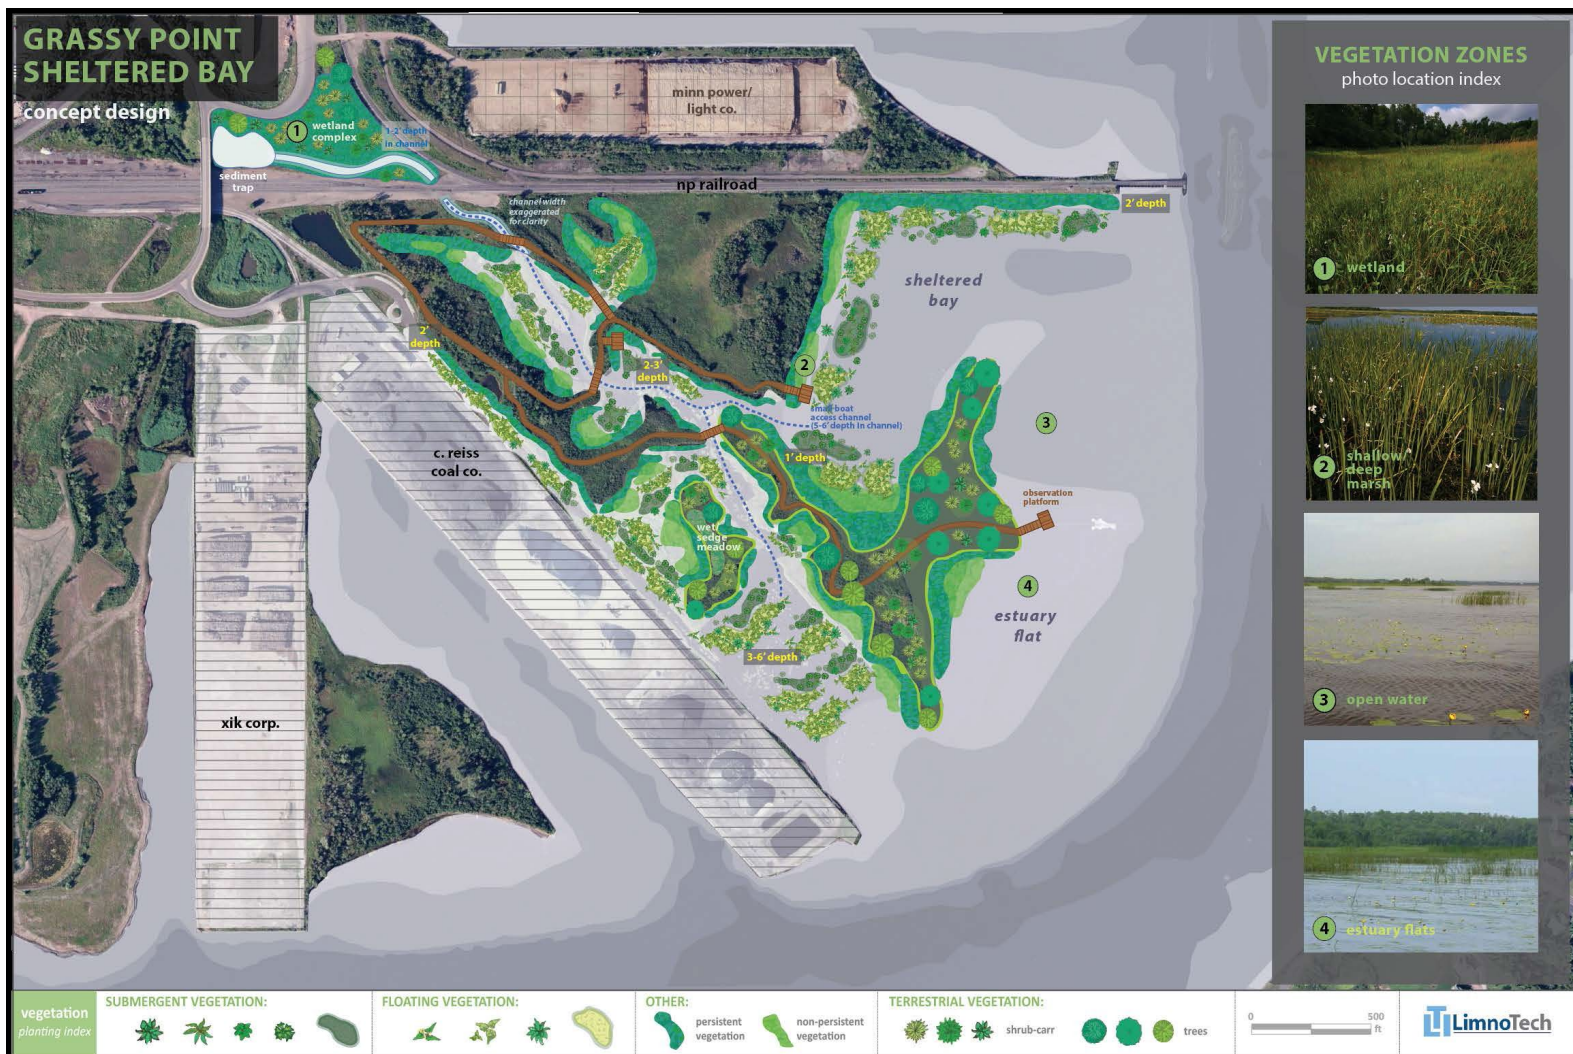 GRASSY POINT
SHELTERED BAY
concept design
1
wetland
complex
1-2' depth
in channel
sediment
trap
minn power/
light co.
np railroad
2' depth
channel width
exaggerated
for clarity
sheltered
bay
2'
depth
2-3'
depth
2
small boat
access channel
(5-6' depth in channel)
3
1' depth
c. reiss
coal co.
observation
platform
wet/
sedge
meadow
4
estuary
flat
3-6' depth
xik corp.
VEGETATION ZONES
photo location index
1 wetland
2 shallow/
deep
marsh
3 open water
4 estuary flats
vegetation
planting index
SUBMERGENT VEGETATION:
FLOATING VEGETATION:
OTHER:
persistent
vegetation
non-persistent
vegetation
TERRESTRIAL VEGETATION:
shrub-carr
trees
0 500
ft
LimnoTech